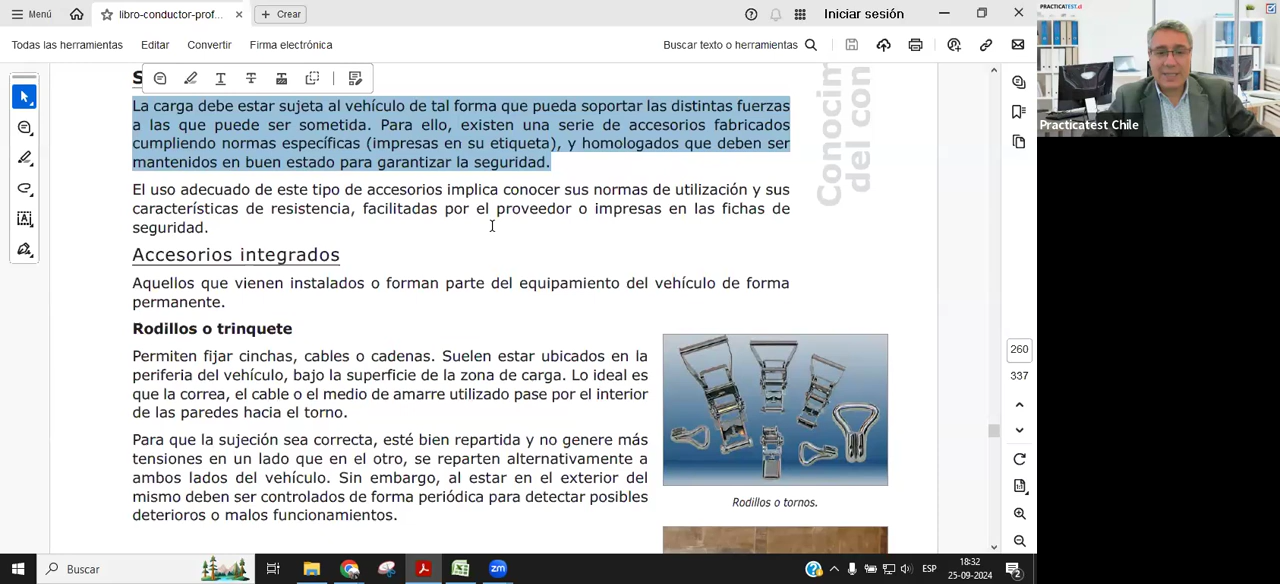 Menú
libro-conductor-prof...
Crear
Iniciar sesión
Todas las herramientas
Editar
Convertir
Firma electrónica
Buscar texto o herramientas
La carga debe estar sujeta al vehículo de tal forma que pueda soportar las distintas fuerzas
a las que puede ser sometida. Para ello, existen una serie de accesorios fabricados
cumpliendo normas específicas (impresas en su etiqueta), y homologados que deben ser
mantenidos en buen estado para garantizar la seguridad.
El uso adecuado de este tipo de accesorios implica conocer sus normas de utilización y sus
características de resistencia, facilitadas por el proveedor o impresas en las fichas de
seguridad.
Accesorios integrados
Aquellos que vienen instalados o forman parte del equipamiento del vehículo de forma
permanente.
Rodillos o trinquete
Permiten fijar cinchas, cables o cadenas. Suelen estar ubicados en la
periferia del vehículo, bajo la superficie de la zona de carga. Lo ideal es
que la correa, el cable o el medio de amarre utilizado pase por el interior
de las paredes hacia el torno.
Para que la sujeción sea correcta, esté bien repartida y no genere más
tensiones en un lado que en el otro, se reparten alternativamente a
ambos lados del vehículo. Sin embargo, al estar en el exterior del
mismo deben ser controlados de forma periódica para detectar posibles
deterioros o malos funcionamientos.
Rodillos o tornos.
Conocim
del con
260
337
PRACTICATEST.cl
Practicatest Chile
Buscar
zm
ESP
18:32
25-09-2024
2